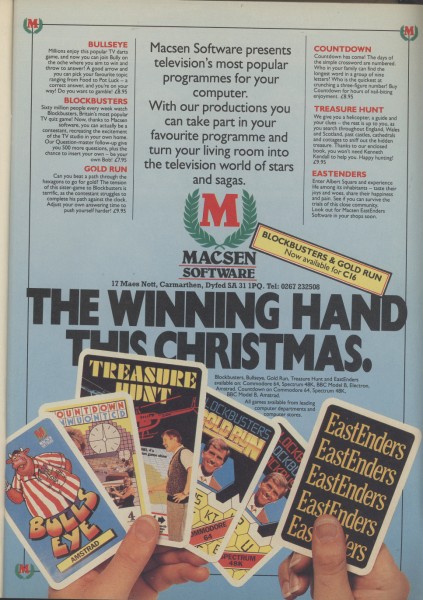 BULLSEYE
Millions enjoy this popular TV darts
game, and now you can join Bully on
the oche where you aim to win and
throw to answer! A good arrow and
you can pick your favourite topic
ranging from Food to Pot Luck – a
correct answer, and you're on your
way! Do you want to gamble? £8.95
BLOCKBUSTERS
Sixty million people every week watch
'Blockbusters, Britain's most popular
TV quiz game! Now, thanks to Macsen
software, you can actually be a
contestant, recreating the excitement
of the TV studio in your own home.
Our Question-master follow-up give
you 500 more questions, plus the
chance to insert your own – be your
own Bob! £7.95
GOLD RUN
Can you beat a path through the
hexagons to go for gold? The tension
of this sister-game to Blockbusters is
terrific, as the contestant struggles to
complete his path against the clock.
Adjust your own answering time to
push yourself harder! £9.95
Macsen Software presents
television's most popular
programmes for your
computer.
With our productions you
can take part in your
favourite programme and
turn your living room into
the television world of stars
and sagas.
COUNTDOWN
Countdown has come! The days of
the simple crossword are numbered.
Who in your family can find the
longest word in a group of nine
letters? Who is the quickest at
crunching a three-figure number? Buy
Countdown for hours of nail-biting
enjoyment. £8.95
TREASURE HUNT
We give you a helicopter, a guide and
your clues – the rest is up to you, as
you search throughout England, Wales
and Scotland, past castles, cathedrals
and cottages to sniff out the hidden
treasure. Thanks to our enclosed
book, you won't need Kenneth
Kendall to help you. Happy hunting!
£9.95
EASTENDERS
Enter Albert Square and experience
life among its inhabitants – taste their
joys and woes, share their happiness
and pain. See if you can survive the
trials of this close community.
Look out for Macsen EastEnders
Software in your shops soon.
M
MACSEN
SOFTWARE
BLOCKBUSTERS & GOLD RUN
Now available for C16
17 Maes Nott, Carmarthen, Dyfed SA 31 1PQ. Tel: 0267 232508
THE WINNING HAND
THIS CHRISTMAS.
Blockbusters, Bullseye, Gold Run, Treasure Hunt and EastEnders
available on: Commodore 64, Spectrum 48K, BBC Model B, Electron,
Amstrad. Countdown on Commodore 64, Spectrum 48K,
BBC Model B, Amstrad.
All games available from leading
computer departments and
computer stores.
TREASURE
HUNT
COUNTDOWN
BULLS
EYE
AMSTRAD
4
BLOCKBUSTERS
GOLD RUN
COMMODORE
64
SPECTRUM
48K
EastEnders
EastEnders
EastEnders
EastEnders
EastEnders
M
M
M
M